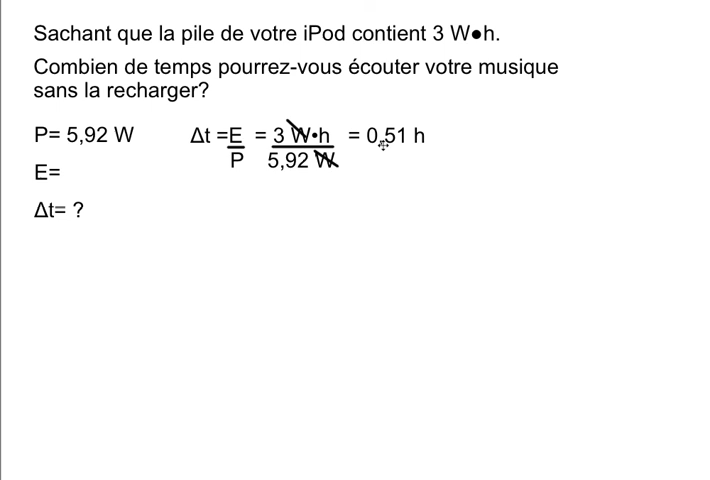 Sachant que la pile de votre iPod contient 3 W●h.
Combien de temps pourrez-vous écouter votre musique
sans la recharger?
P= 5,92 W
Δt =E = 3 W•h = 0,51 h
P 5,92 W
E=
Δt= ?